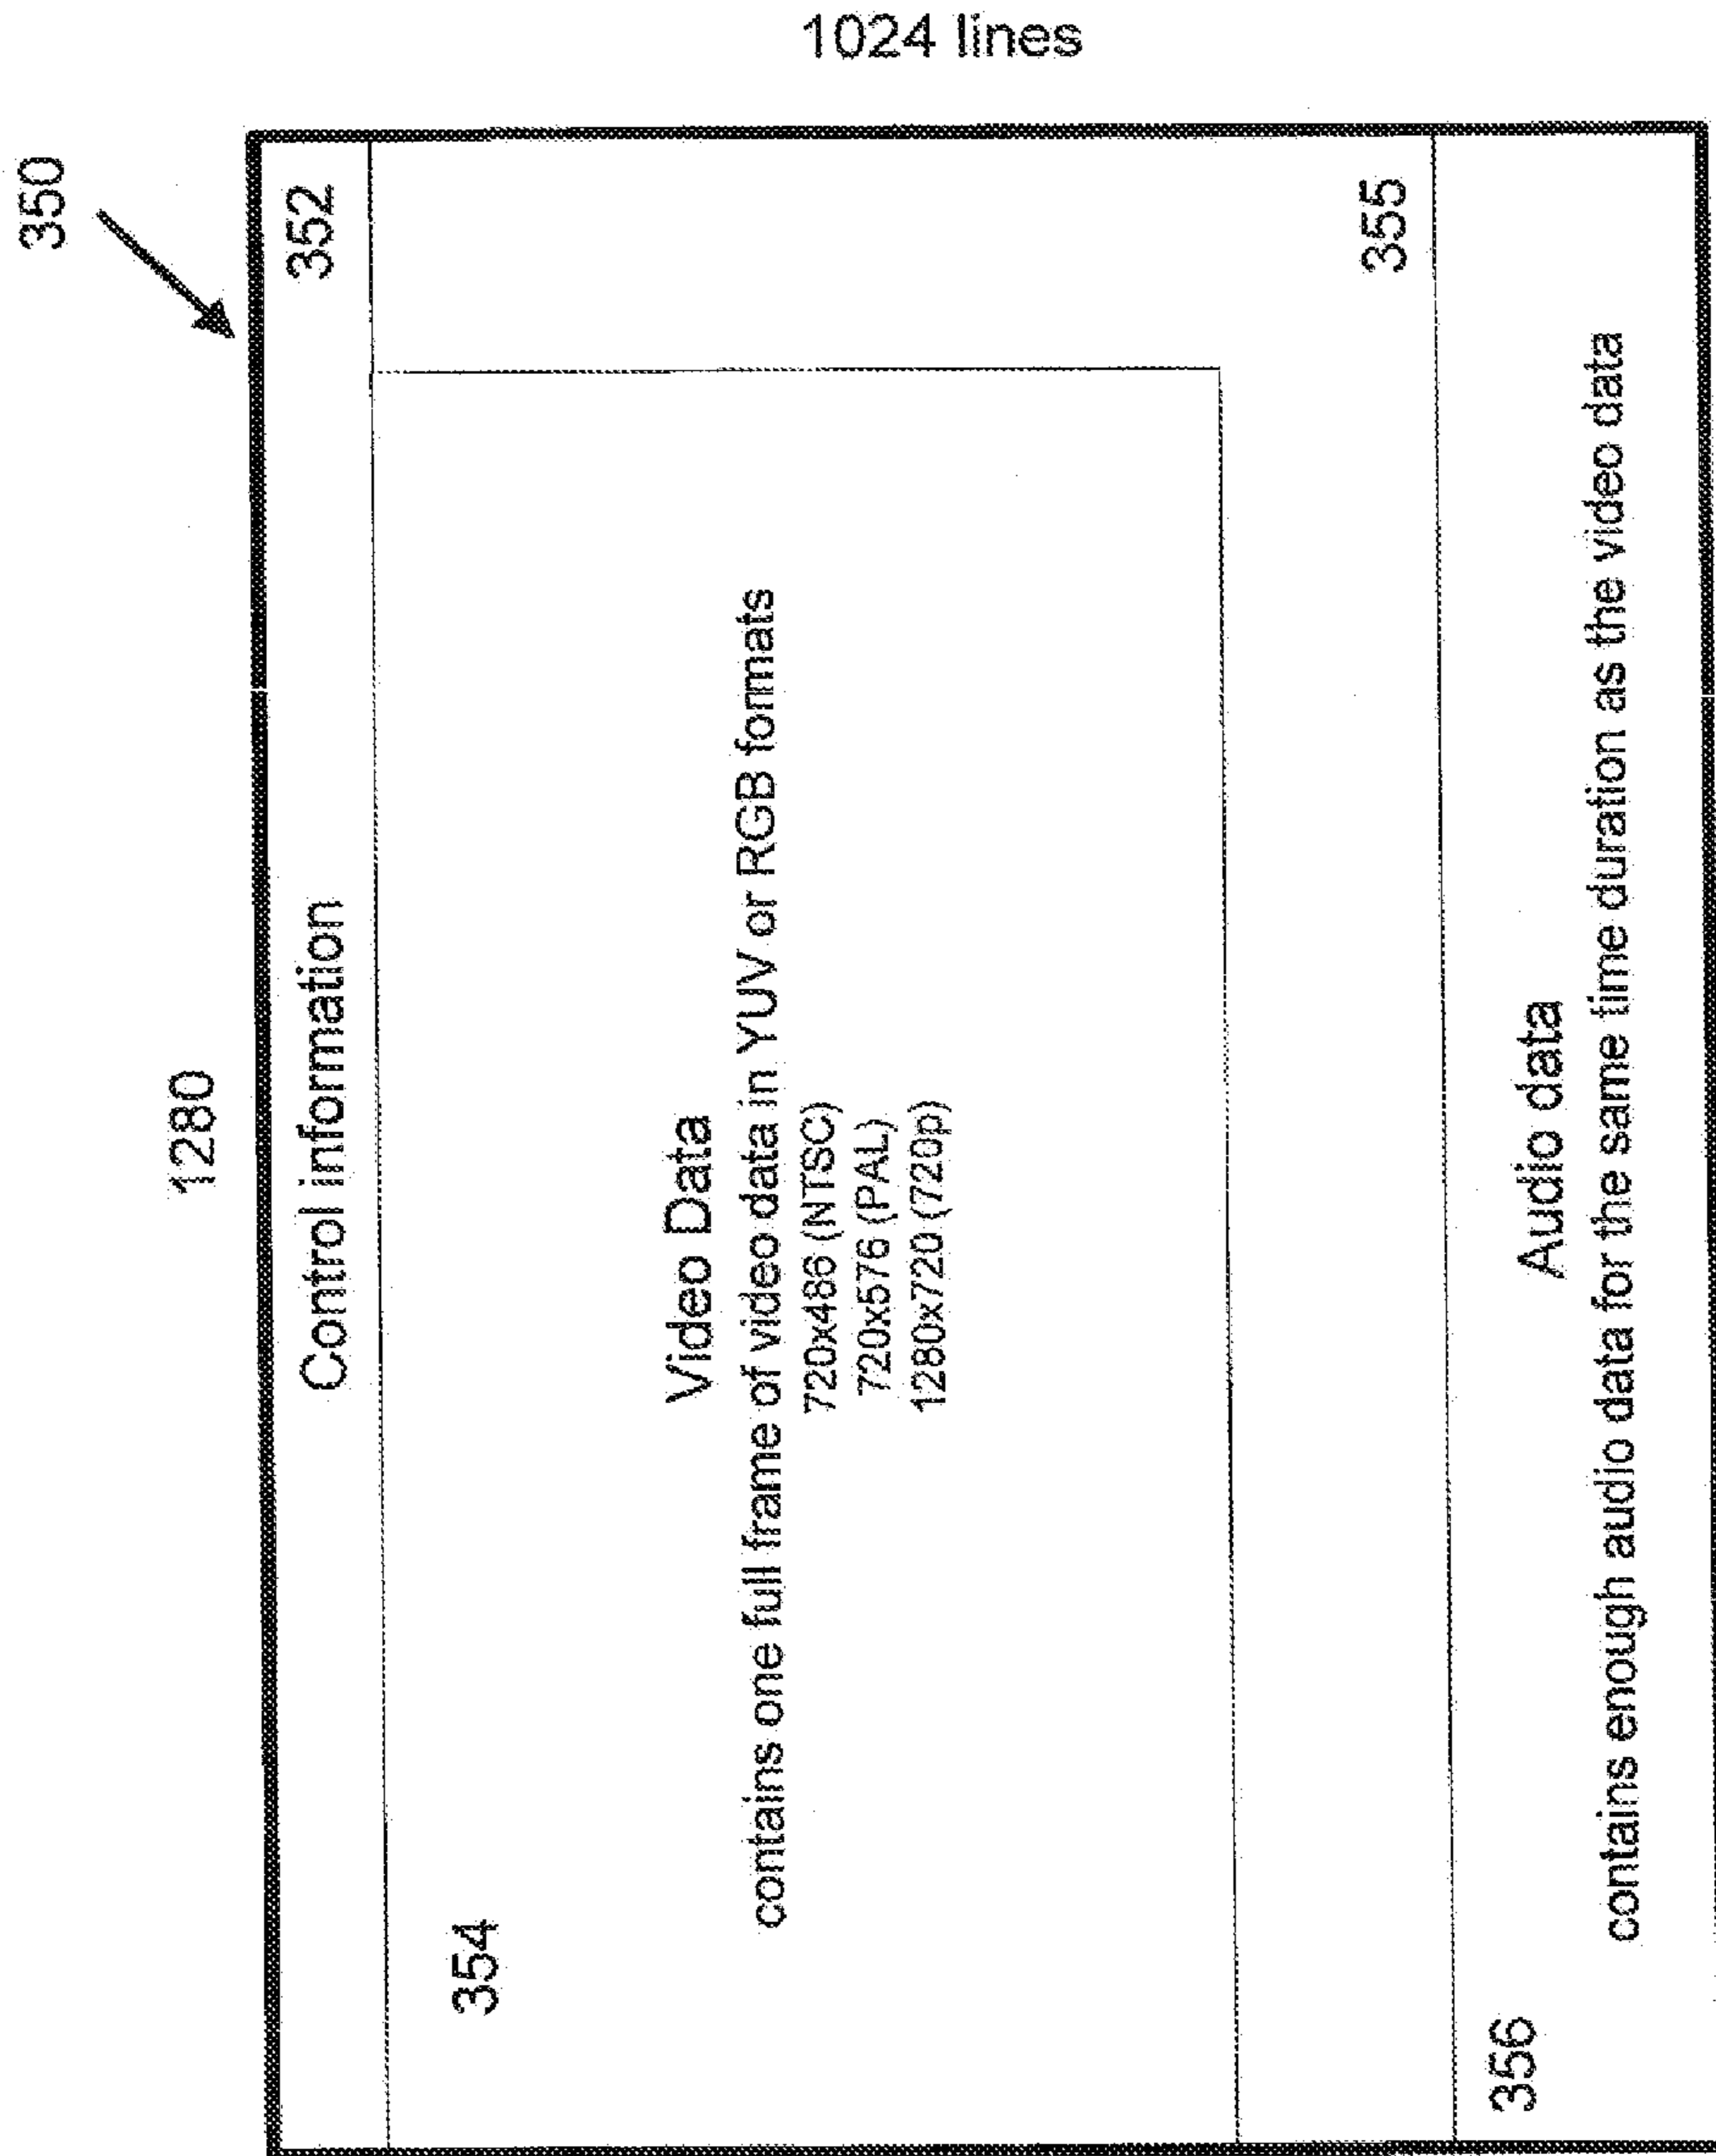 350
1280
Control information
352
1024 lines
354
Video Data
contains one full frame of video data in YUV or RGB fomats
720x486 (NTSC)
720x576 (PAL)
1280x720 (720p)
355
356
Audio data
contains enough audio data for the same time duration as the video data